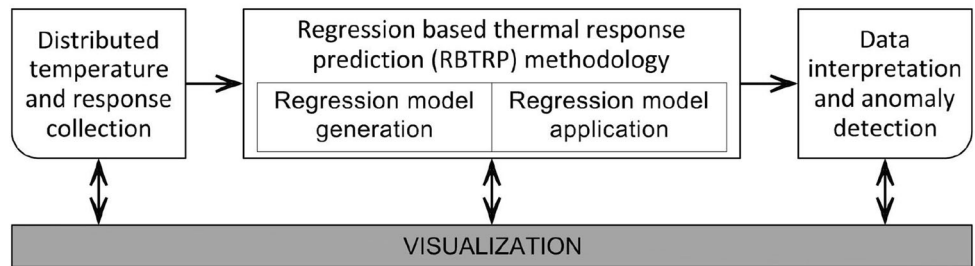 Distributed
temperature
and response
collection
Regression based thermal response
prediction (RBTRP) methodology
Regression model
generation
Regression model
application
Data
interpretation
and anomaly
detection
VISUALIZATION